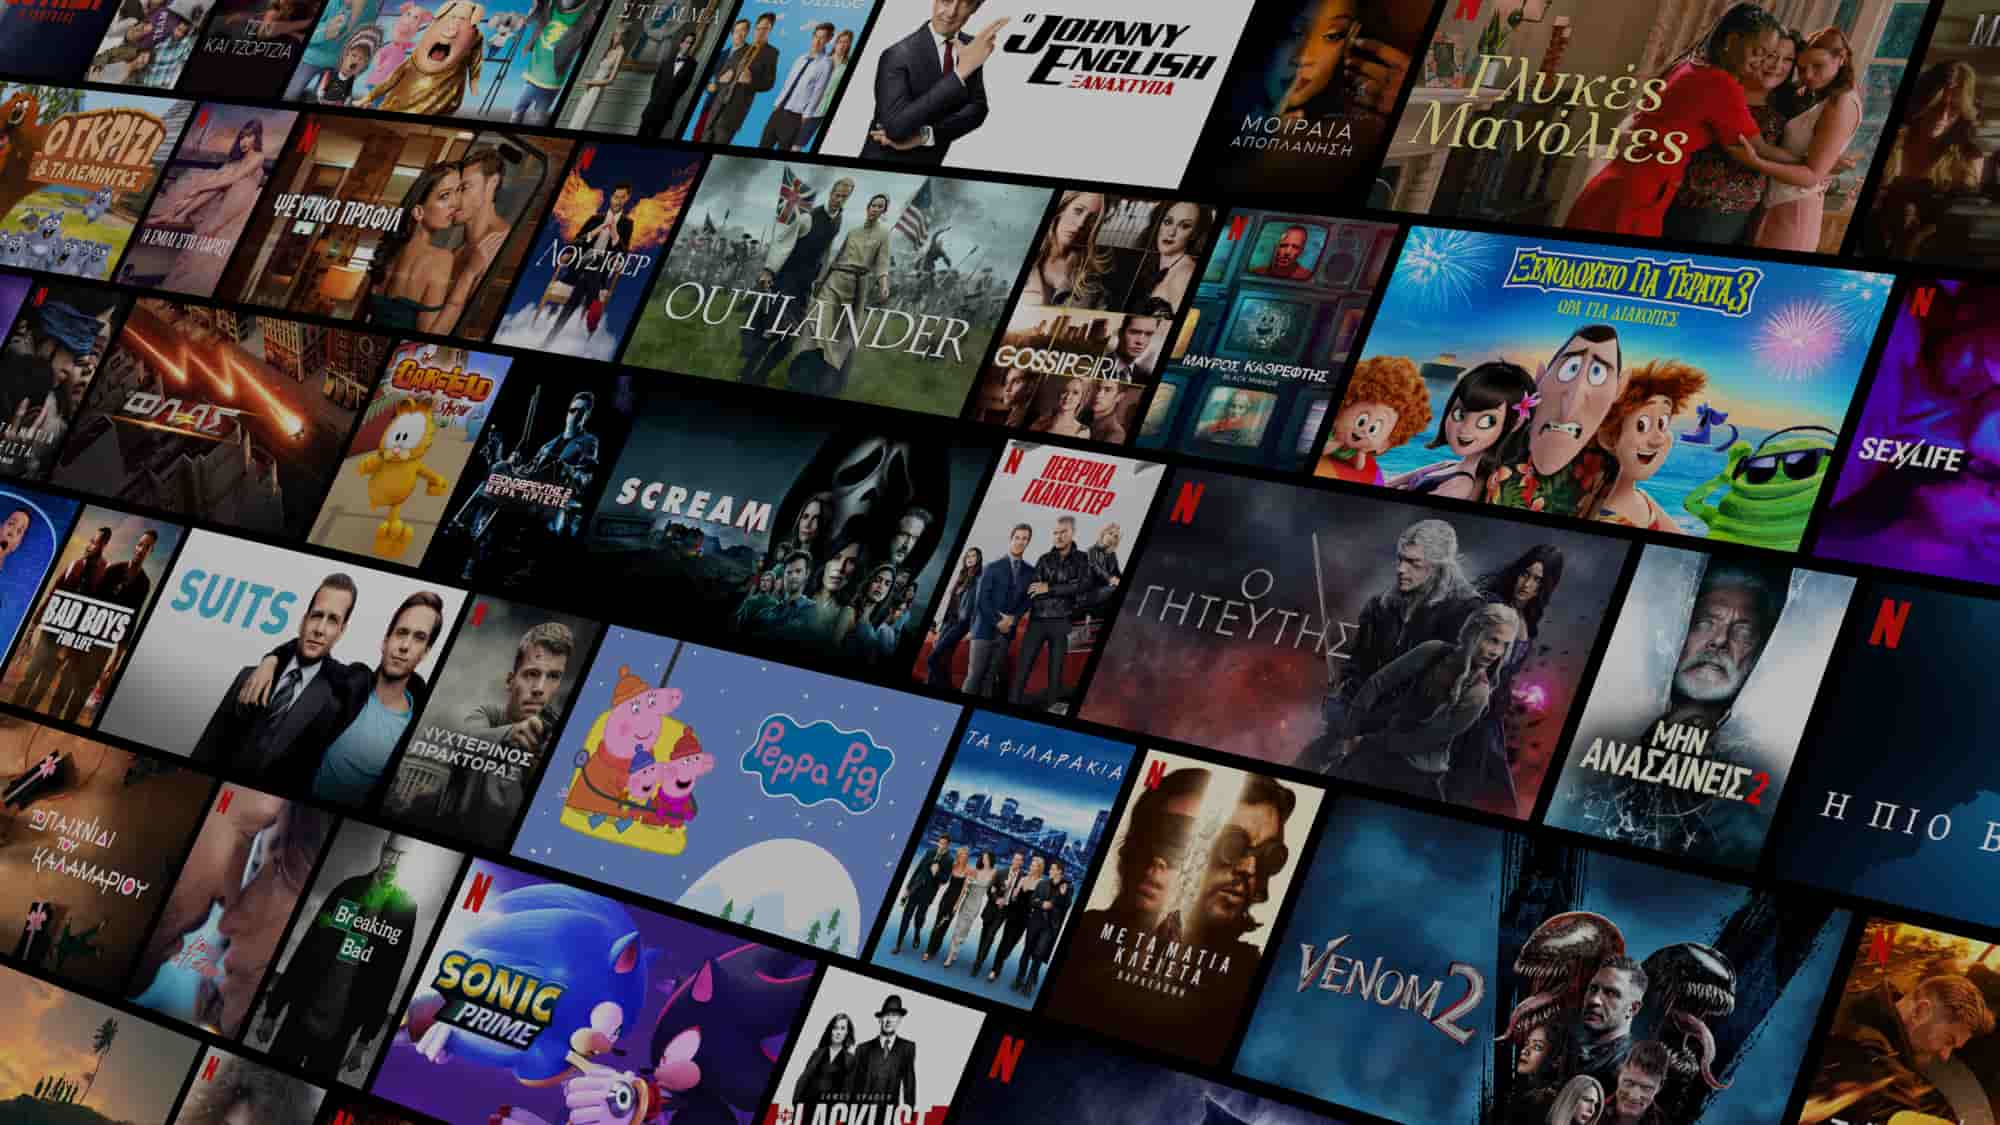 ΤΖΙΝ
ΚΑΙ ΤΖΟΡΤΖΙΑ
ΣΤΕΜΜΑ
JOHNNY
ENGLISH
ΞΑΝΑΧΤΥΠΑ
ΜΟΙΡΑΙΑ
ΑΠΟΠΛΑΝΗΣΗ
Γλυκές
Μανόλιες
Ο ΓΚΡΙΖΙ
& ΤΑ ΛΕΜΙΝΓΚΣ
Η ΕΜΙΛΙ ΣΤΟ ΠΑΡΙΣΙ
ΨΕΥΤΙΚΟ ΠΡΟΦΙΛ
ΛΟΥΣΙΦΕΡ
OUTLANDER
GOSSIP GIRL
ΜΑΥΡΟΣ ΚΑΘΡΕΦΤΗΣ
BLACK MIRROR
ΞΕΝΟΔΟΧΕΙΟ ΓΙΑ ΤΕΡΑΤΑ 3
ΩΡΑ ΓΙΑ ΔΙΑΚΟΠΕΣ
SEX/LIFE
ΦΛΑΣ
GARFIELD
Show
ΕΞΟΛΟΘΡΕΥΤΗΣ 2
ΜΕΡΑ ΚΡΙΣΗΣ
SCREAM
ΠΕΘΕΡΙΚΑ
ΓΚΑΝΓΚΣΤΕΡ
Ο
ΓΗΤΕΥΤΗΣ
ΜΗΝ
ΑΝΑΣΑΙΝΕΙΣ 2
Η ΠΙΟ
BAD BOYS
FOR LIFE
SUITS
ΝΥΧΤΕΡΙΝΟΣ
ΠΡΑΚΤΟΡΑΣ
Peppa Pig
ΤΑ ΦΙΛΑΡΑΚΙΑ
ΜΕ ΤΑ ΜΑΤΙΑ
ΚΛΕΙΣΤΑ
ΒΑΡΚΕΛΩΝΗ
VENOM 2
ΤΟ ΠΑΙΧΝΙΔΙ
ΤΟΥ
ΚΑΛΑΜΑΡΙΟΥ
Breaking
Bad
SONIC
PRIME
JAMES SPADER
BLACKLIST